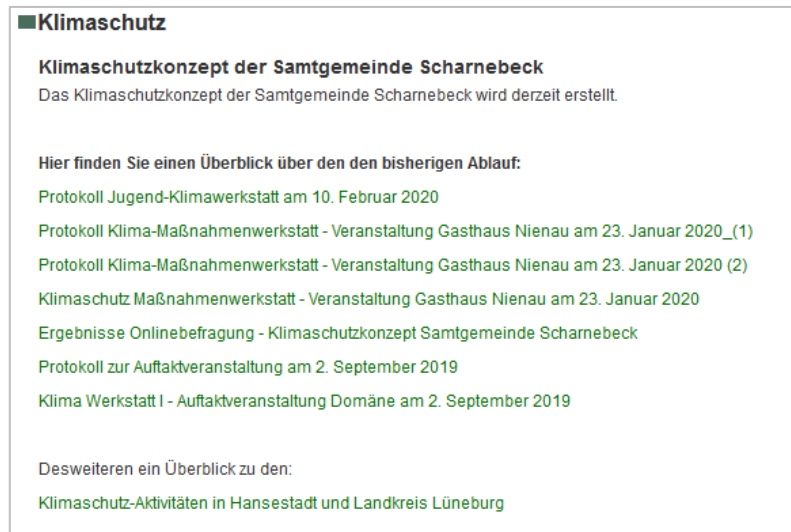 Klimaschutz
Klimaschutzkonzept der Samtgemeinde Scharnebeck
Das Klimaschutzkonzept der Samtgemeinde Scharnebeck wird derzeit erstellt.
Hier finden Sie einen Überblick über den den bisherigen Ablauf:
Protokoll Jugend-Klimawerkstatt am 10. Februar 2020
Protokoll Klima-Maßnahmenwerkstatt - Veranstaltung Gasthaus Nienau am 23. Januar 2020_(1)
Protokoll Klima-Maßnahmenwerkstatt - Veranstaltung Gasthaus Nienau am 23. Januar 2020 (2)
Klimaschutz Maßnahmenwerkstatt - Veranstaltung Gasthaus Nienau am 23. Januar 2020
Ergebnisse Onlinebefragung - Klimaschutzkonzept Samtgemeinde Scharnebeck
Protokoll zur Auftaktveranstaltung am 2. September 2019
Klima Werkstatt I - Auftaktveranstaltung Domäne am 2. September 2019
Desweiteren ein Überblick zu den:
Klimaschutz-Aktivitäten in Hansestadt und Landkreis Lüneburg